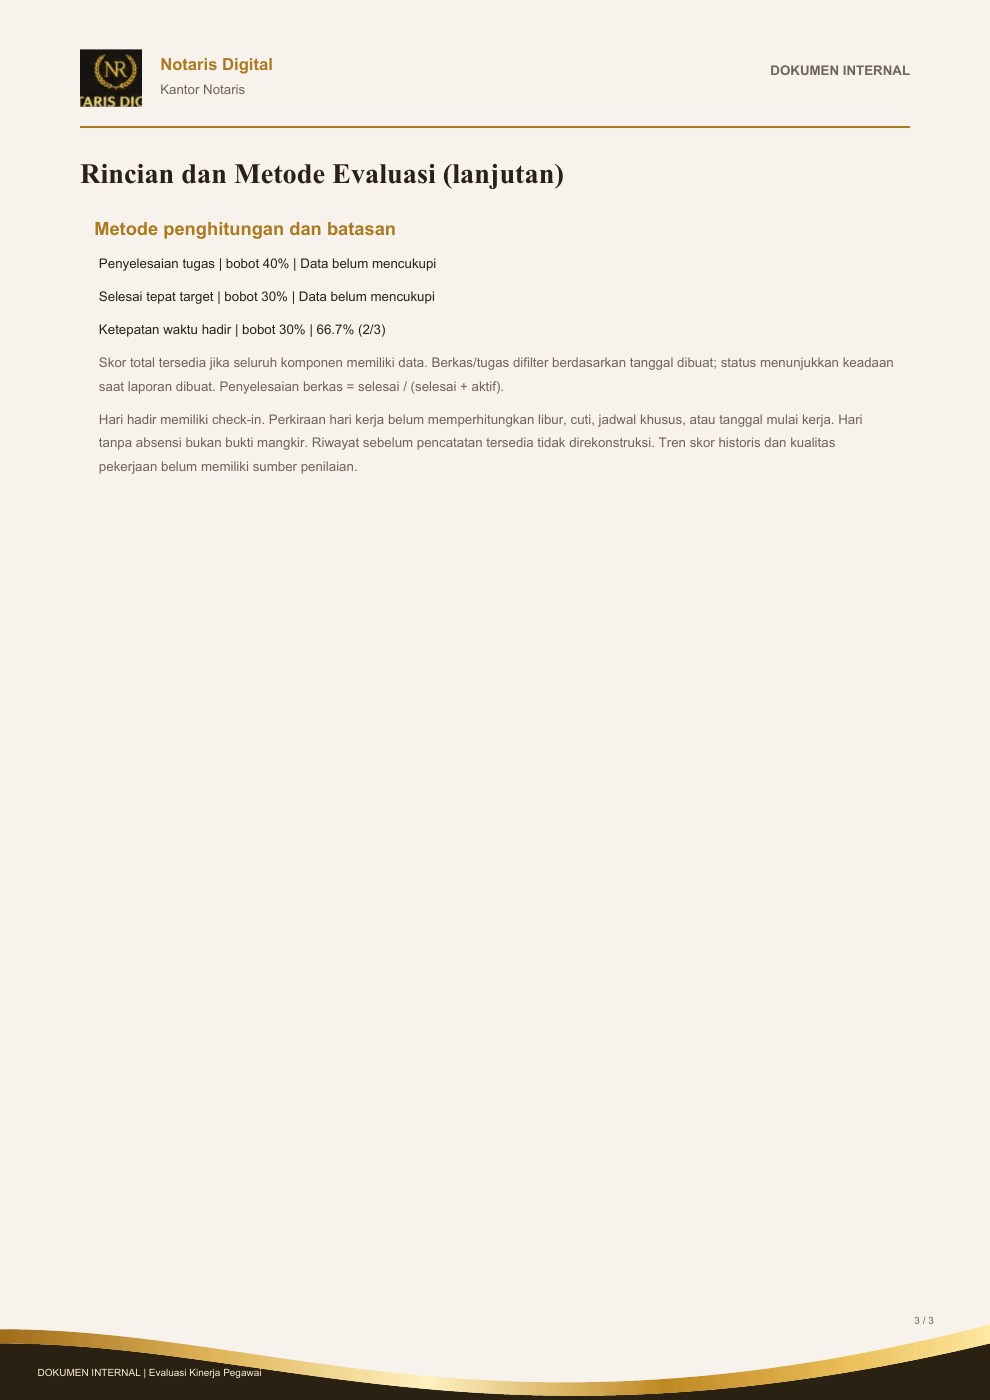 NR
TARIS DIG
Notaris Digital
Kantor Notaris
DOKUMEN INTERNAL
Rincian dan Metode Evaluasi (lanjutan)
Metode penghitungan dan batasan
Penyelesaian tugas | bobot 40% | Data belum mencukupi
Selesai tepat target | bobot 30% | Data belum mencukupi
Ketepatan waktu hadir | bobot 30% | 66.7% (2/3)
Skor total tersedia jika seluruh komponen memiliki data. Berkas/tugas difilter berdasarkan tanggal dibuat; status menunjukkan keadaan
saat laporan dibuat. Penyelesaian berkas = selesai / (selesai + aktif).
Hari hadir memiliki check-in. Perkiraan hari kerja belum memperhitungkan libur, cuti, jadwal khusus, atau tanggal mulai kerja. Hari
tanpa absensi bukan bukti mangkir. Riwayat sebelum pencatatan tersedia tidak direkonstruksi. Tren skor historis dan kualitas
pekerjaan belum memiliki sumber penilaian.
3 / 3
DOKUMEN INTERNAL | Evaluasi Kinerja Pegawai